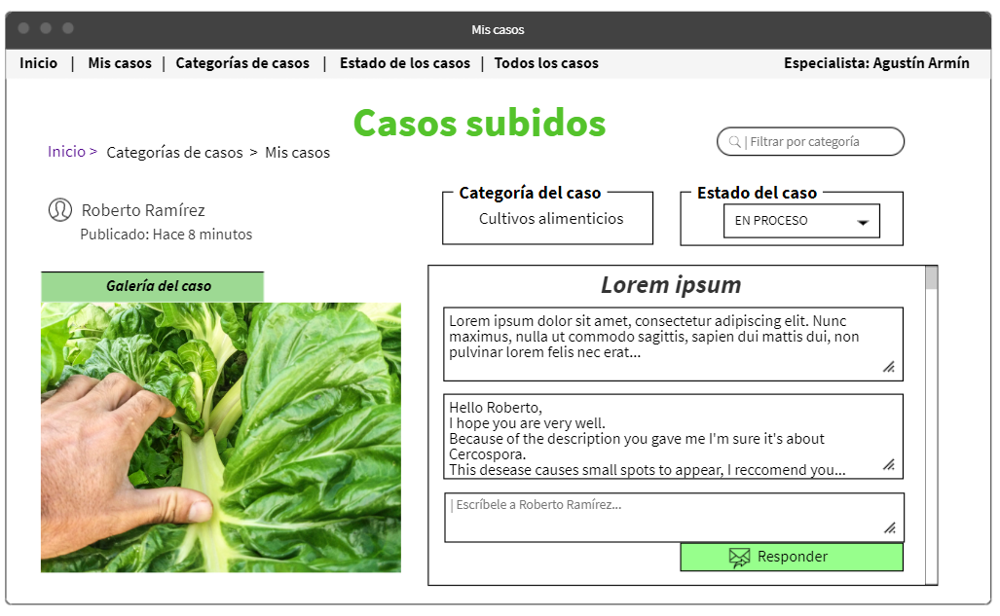 Mis casos
Inicio | Mis casos | Categorías de casos | Estado de los casos | Todos los casos Especialista: Agustín Armín
Casos subidos
Inicio > Categorías de casos > Mis casos
| Filtrar por categoría
Roberto Ramírez
Publicado: Hace 8 minutos
Categoría del caso
Cultivos alimenticios
Estado del caso
EN PROCESO
Galería del caso
Lorem ipsum
Lorem ipsum dolor sit amet, consectetur adipiscing elit. Nunc
maximus, nulla ut commodo sagittis, sapien dui mattis dui, non
pulvinar lorem felis nec erat...
Hello Roberto,
I hope you are very well.
Because of the description you gave me I'm sure it's about
Cercospora.
This desease causes small spots to appear, I reccomend you...
| Escríbele a Roberto Ramírez...
Responder